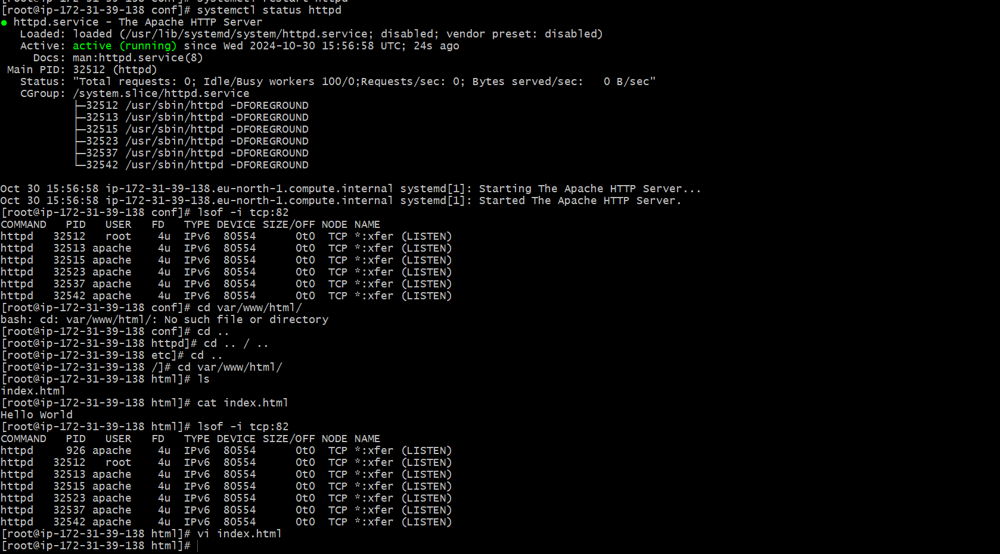 [root@ip-172-31-39-138 conf]# systemctl restart httpd
[root@ip-172-31-39-138 conf]# systemctl status httpd
● httpd.service - The Apache HTTP Server
   Loaded: loaded (/usr/lib/systemd/system/httpd.service; disabled; vendor preset: disabled)
   Active: active (running) since Wed 2024-10-30 15:56:58 UTC; 24s ago
     Docs: man:httpd.service(8)
 Main PID: 32512 (httpd)
   Status: "Total requests: 0; Idle/Busy workers 100/0;Requests/sec: 0; Bytes served/sec:   0 B/sec"
   CGroup: /system.slice/httpd.service
           ├─32512 /usr/sbin/httpd -DFOREGROUND
           ├─32513 /usr/sbin/httpd -DFOREGROUND
           ├─32515 /usr/sbin/httpd -DFOREGROUND
           ├─32523 /usr/sbin/httpd -DFOREGROUND
           ├─32537 /usr/sbin/httpd -DFOREGROUND
           └─32542 /usr/sbin/httpd -DFOREGROUND
Oct 30 15:56:58 ip-172-31-39-138.eu-north-1.compute.internal systemd[1]: Starting The Apache HTTP Server...
Oct 30 15:56:58 ip-172-31-39-138.eu-north-1.compute.internal systemd[1]: Started The Apache HTTP Server.
[root@ip-172-31-39-138 conf]# lsof -i tcp:82
COMMAND   PID   USER   FD   TYPE DEVICE SIZE/OFF NODE NAME
httpd   32512   root    4u  IPv6  80554      0t0  TCP *:xfer (LISTEN)
httpd   32513 apache    4u  IPv6  80554      0t0  TCP *:xfer (LISTEN)
httpd   32515 apache    4u  IPv6  80554      0t0  TCP *:xfer (LISTEN)
httpd   32523 apache    4u  IPv6  80554      0t0  TCP *:xfer (LISTEN)
httpd   32537 apache    4u  IPv6  80554      0t0  TCP *:xfer (LISTEN)
httpd   32542 apache    4u  IPv6  80554      0t0  TCP *:xfer (LISTEN)
[root@ip-172-31-39-138 conf]# cd var/www/html/
bash: cd: var/www/html/: No such file or directory
[root@ip-172-31-39-138 conf]# cd ..
[root@ip-172-31-39-138 httpd]# cd .. / ..
[root@ip-172-31-39-138 etc]# cd ..
[root@ip-172-31-39-138 /]# cd var/www/html/
[root@ip-172-31-39-138 html]# ls
index.html
[root@ip-172-31-39-138 html]# cat index.html
Hello World
[root@ip-172-31-39-138 html]# lsof -i tcp:82
COMMAND   PID   USER   FD   TYPE DEVICE SIZE/OFF NODE NAME
httpd     926 apache    4u  IPv6  80554      0t0  TCP *:xfer (LISTEN)
httpd   32512   root    4u  IPv6  80554      0t0  TCP *:xfer (LISTEN)
httpd   32513 apache    4u  IPv6  80554      0t0  TCP *:xfer (LISTEN)
httpd   32515 apache    4u  IPv6  80554      0t0  TCP *:xfer (LISTEN)
httpd   32523 apache    4u  IPv6  80554      0t0  TCP *:xfer (LISTEN)
httpd   32537 apache    4u  IPv6  80554      0t0  TCP *:xfer (LISTEN)
httpd   32542 apache    4u  IPv6  80554      0t0  TCP *:xfer (LISTEN)
[root@ip-172-31-39-138 html]# vi index.html
[root@ip-172-31-39-138 html]#